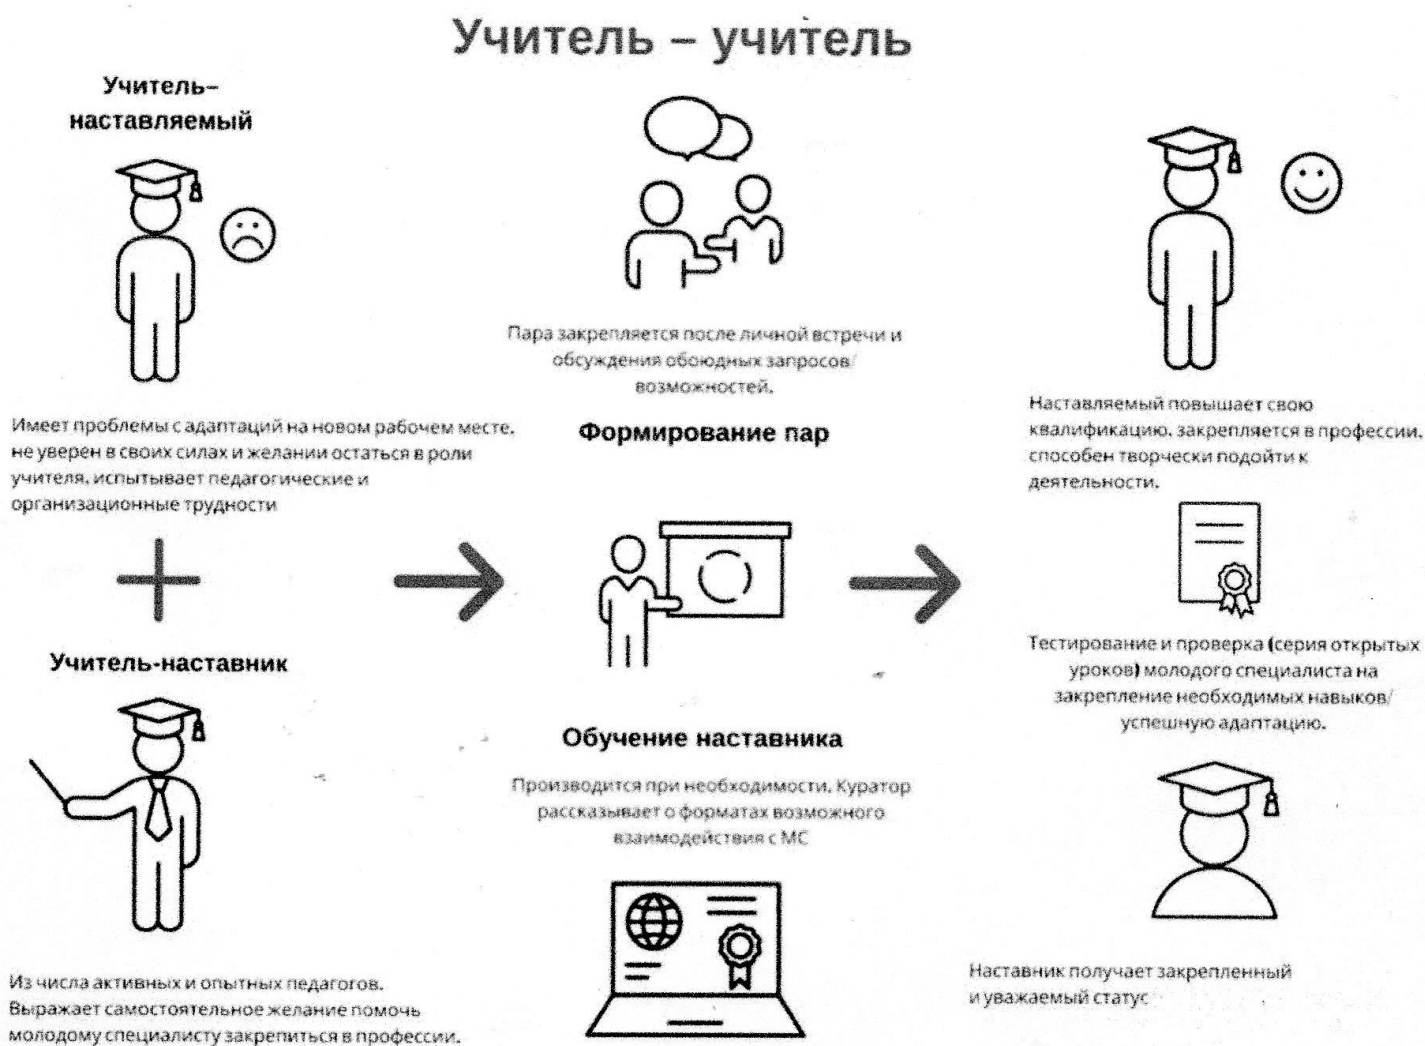 Учитель – учитель
Учитель–
наставляемый
Имеет проблемы с адаптаций на новом рабочем месте.
не уверен в своих силах и желании остаться в роли
учителя, испытывает педагогические и
организационные трудности
Учитель-наставник
Из числа активных и опытных педагогов.
Выражает самостоятельное желание помочь
молодому специалисту закрепиться в профессии.
Пара закрепляется после личной встречи и
обсуждения обоюдных запросов/
возможностей.
Формирование пар
Обучение наставника
Производится при необходимости. Куратор
рассказывает о форматах возможного
взаимодействия с МС
Наставляемый повышает свою
квалификацию, закрепляется в профессии.
способен творчески подойти к
деятельности.
Тестирование и проверка (серия открытых
уроков) молодого специалиста на
закрепление необходимых навыков/
успешную адаптацию.
Наставник получает закрепленный
и уважаемый статус